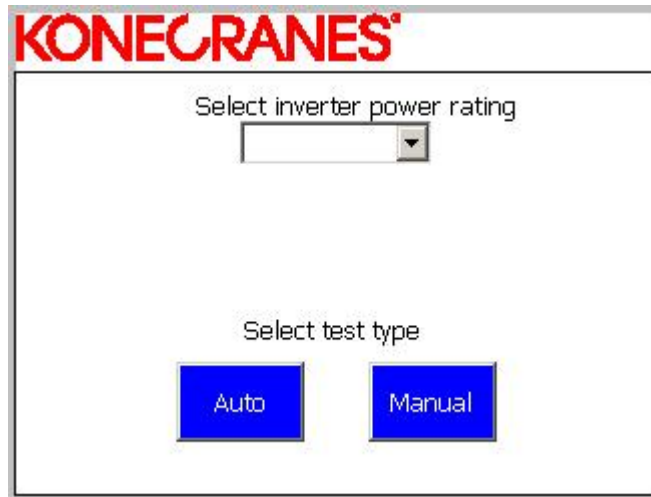 KONECRANES
Select inverter power rating
Select test type
Auto Manual